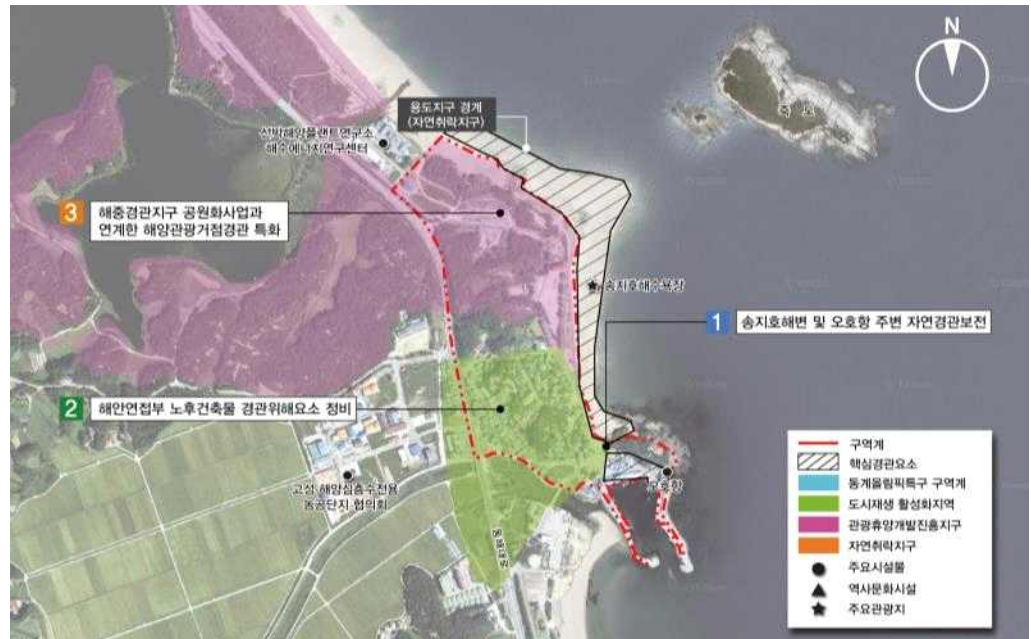 N
죽도
용도지구 경계
(자연취락지구)
선박해양플랜트연구소
해수에너지연구센터
3 해중경관지구 공원화사업과
연계한 해양관광거점경관 특화
송지호해수욕장
1 송지호해변 및 오호항 주변 자연경관보전
2 해안연접부 노후건축물 경관위해요소 정비
오호항
고성 해양심층수전용
농공단지 협의회
동해대로
구역계
핵심경관요소
동계올림픽특구 구역계
도시재생 활성화지역
관광휴양개발진흥지구
자연취락지구
주요시설물
역사문화시설
주요관광지